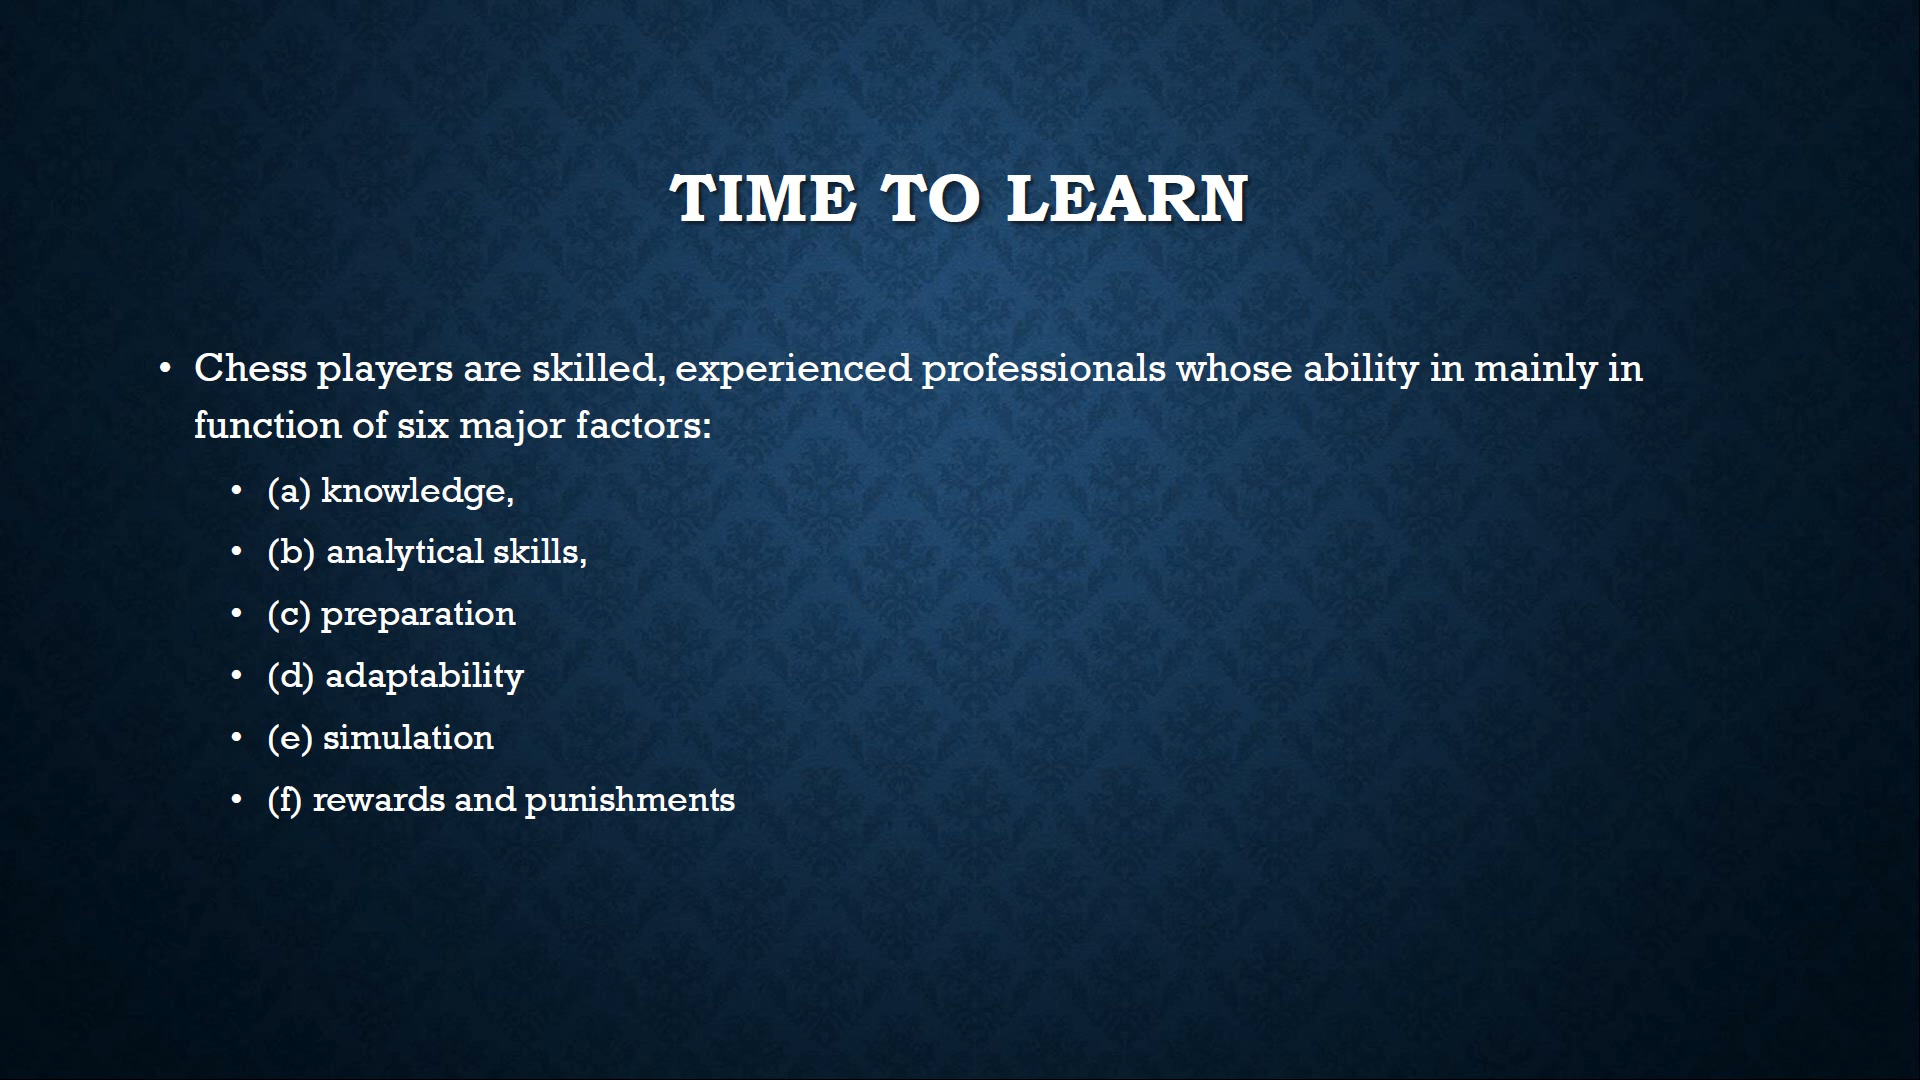 TIME TO LEARN
• Chess players are skilled, experienced professionals whose ability in mainly in
function of six major factors:
• (a) knowledge,
• (b) analytical skills,
• (c) preparation
• (d) adaptability
• (e) simulation
• (f) rewards and punishments